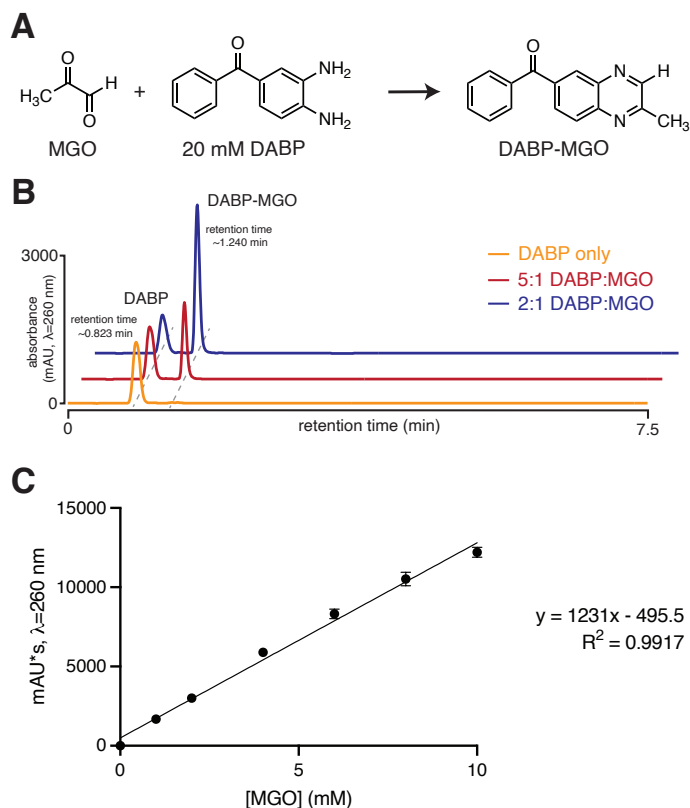 A
O
H
H₃C
O
MGO
+
O
NH₂
NH₂
20 mM DABP
O
N
H
N
CH₃
DABP-MGO
B
DABP-MGO
retention time
~1.240 min
DABP
retention time
~0.823 min
DABP only
5:1 DABP:MGO
2:1 DABP:MGO
3000
0
absorbance
(mAU, λ=260 nm)
0
retention time (min)
7.5
C
15000
10000
5000
0
mAU*s, λ=260 nm
0
5
10
[MGO] (mM)
y = 1231x - 495.5
R² = 0.9917